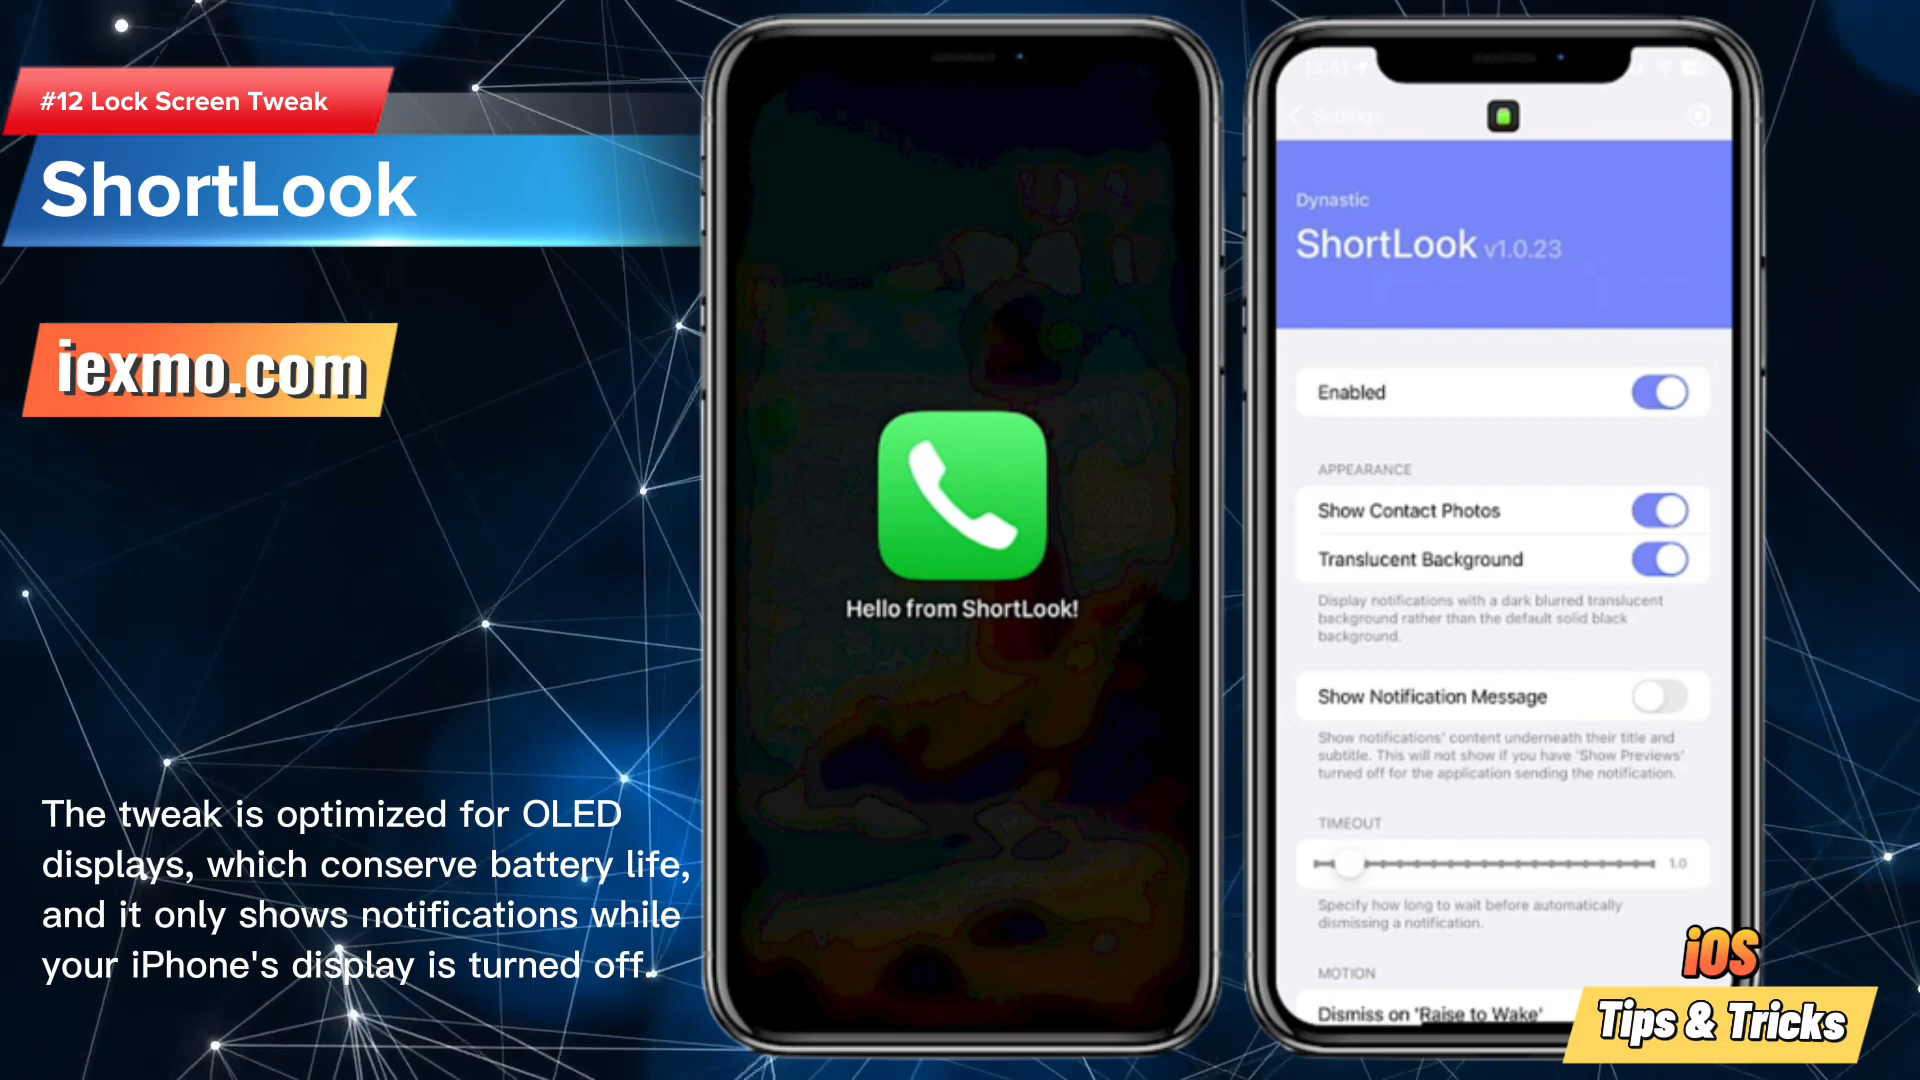 #12 Lock Screen Tweak
ShortLook
iexmo.com
The tweak is optimized for OLED
displays, which conserve battery life,
and it only shows notifications while
your iPhone's display is turned off.
Hello from ShortLook!
13:51
Settings
Dynastic
ShortLook v1.0.23
Enabled
APPEARANCE
Show Contact Photos
Translucent Background
Display notifications with a dark blurred translucent
background rather than the default solid black
background.
Show Notification Message
Show notifications' content underneath their title and
subtitle. This will not show if you have 'Show Previews'
turned off for the application sending the notification.
TIMEOUT
1.0
Specify how long to wait before automatically
dismissing a notification.
MOTION
Dismiss on 'Raise to Wake'
iOS
Tips & Tricks